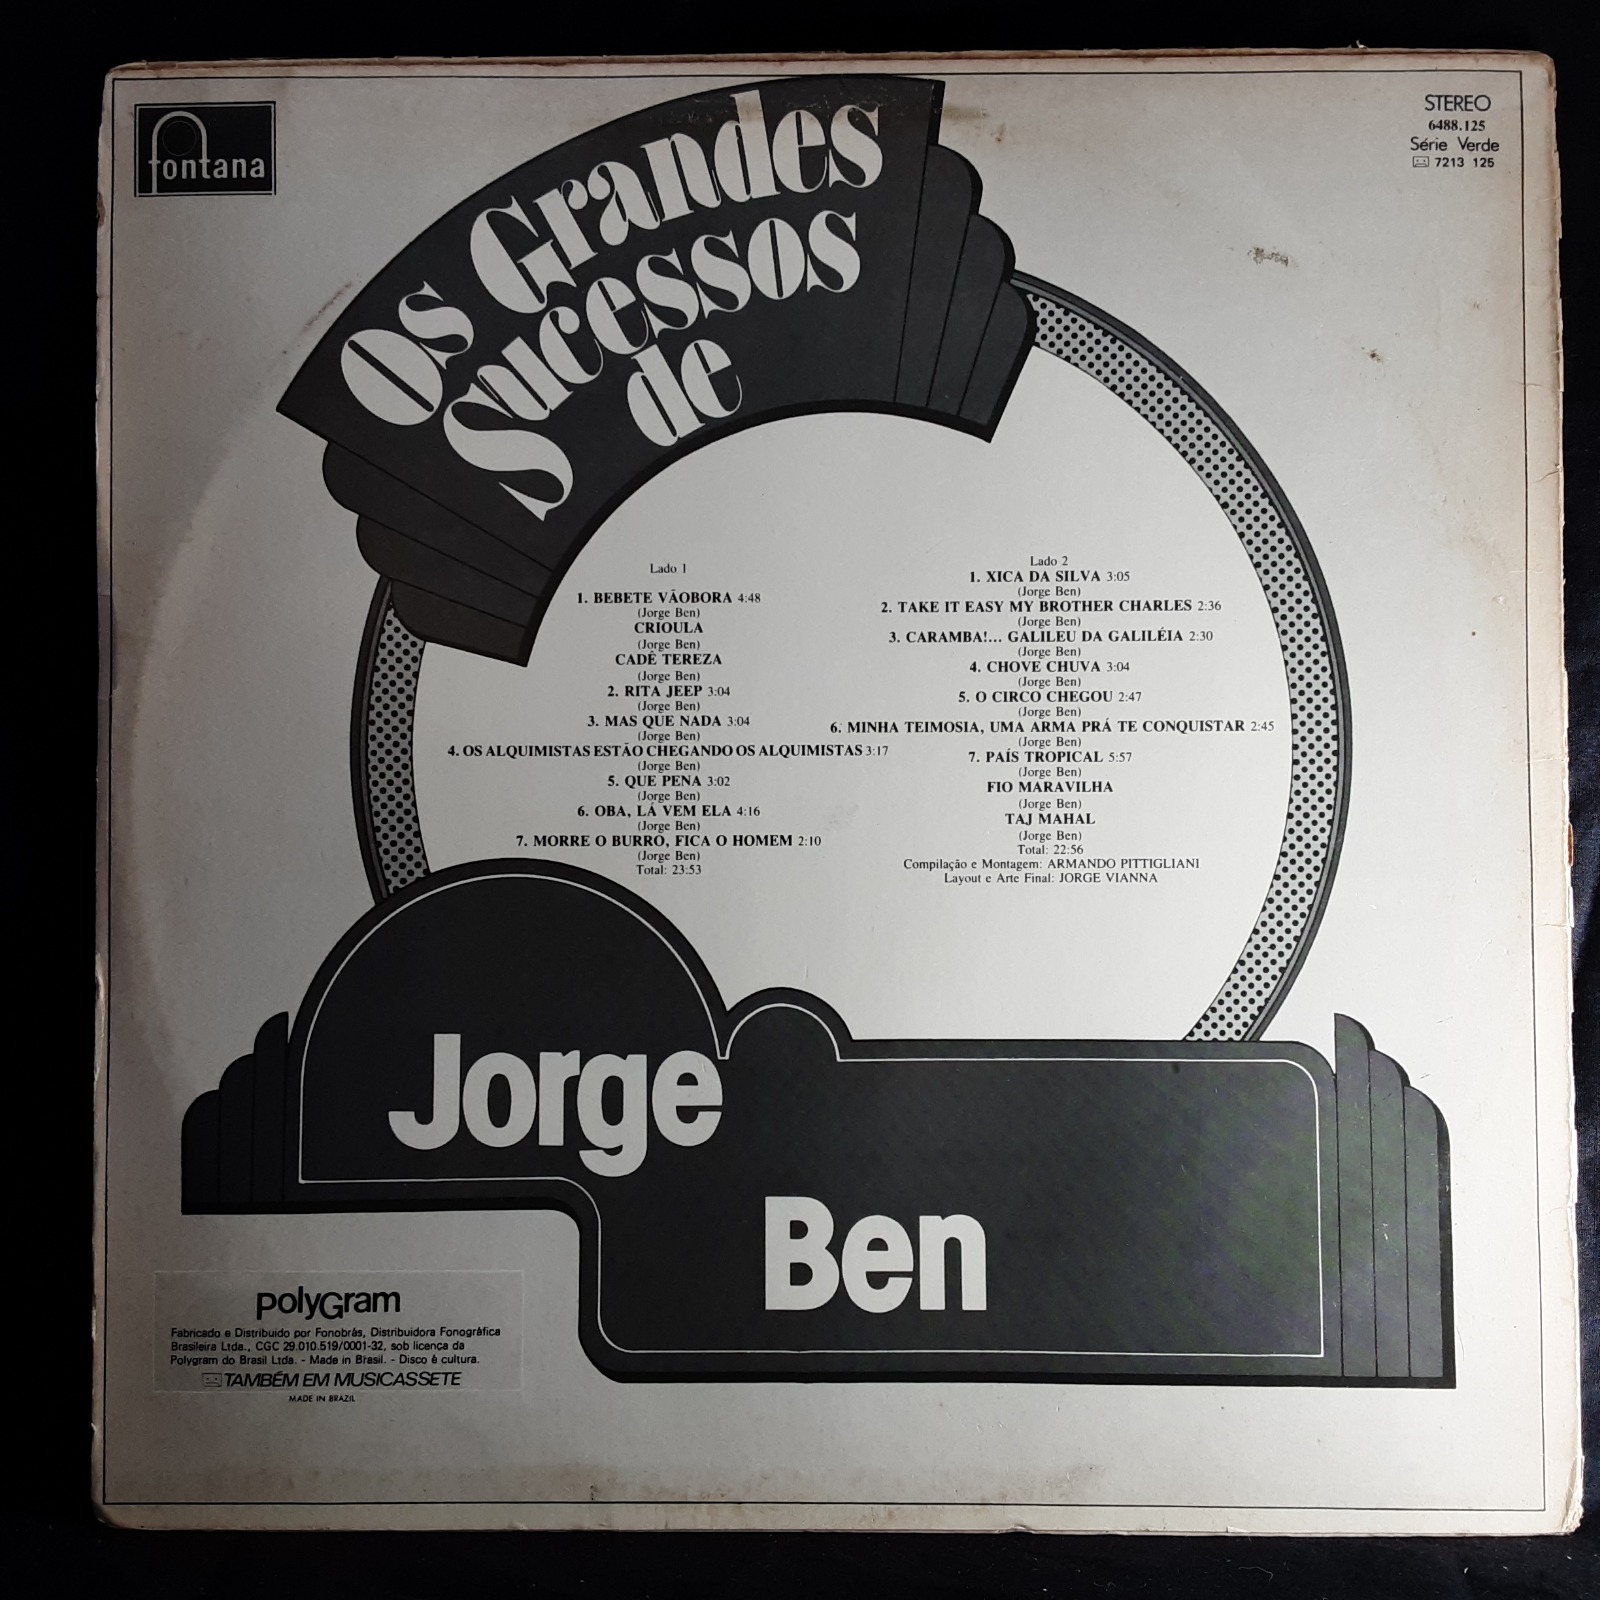 fontana
STEREO
6488.125
Série Verde
7213 125
Os Grandes
Sucessos
de
Lado 1
1. BEBETE VÃOBORA 4:48
(Jorge Ben)
CRIOULA
(Jorge Ben)
CADÊ TEREZA
(Jorge Ben)
2. RITA JEEP 3:04
(Jorge Ben)
3. MAS QUE NADA 3:04
(Jorge Ben)
4. OS ALQUIMISTAS ESTÃO CHEGANDO OS ALQUIMISTAS 3:17
(Jorge Ben)
5. QUE PENA 3:02
(Jorge Ben)
6. OBA, LÁ VEM ELA 4:16
(Jorge Ben)
7. MORRE O BURRO, FICA O HOMEM 2:10
(Jorge Ben)
Total: 23:53
Lado 2
1. XICA DA SILVA 3:05
(Jorge Ben)
2. TAKE IT EASY MY BROTHER CHARLES 2:36
(Jorge Ben)
3. CARAMBA!... GALILEU DA GALILÉIA 2:30
(Jorge Ben)
4. CHOVE CHUVA 3:04
(Jorge Ben)
5. O CIRCO CHEGOU 2:47
(Jorge Ben)
6. MINHA TEIMOSIA, UMA ARMA PRÁ TE CONQUISTAR 2:45
(Jorge Ben)
7. PAÍS TROPICAL 5:57
(Jorge Ben)
FIO MARAVILHA
(Jorge Ben)
TAJ MAHAL
(Jorge Ben)
Total: 22:56
Compilação e Montagem: ARMANDO PITTIGLIANI
Layout e Arte Final: JORGE VIANNA
Jorge
Ben
polyGram
Fabricado e Distribuido por Fonobrás, Distribuidora Fonográfica
Brasileira Ltda., CGC 29.010.519/0001-32, sob licença da
Polygram do Brasil Ltda. - Made in Brasil. - Disco é cultura.
TAMBÉM EM MUSICASSETE
MADE IN BRAZIL